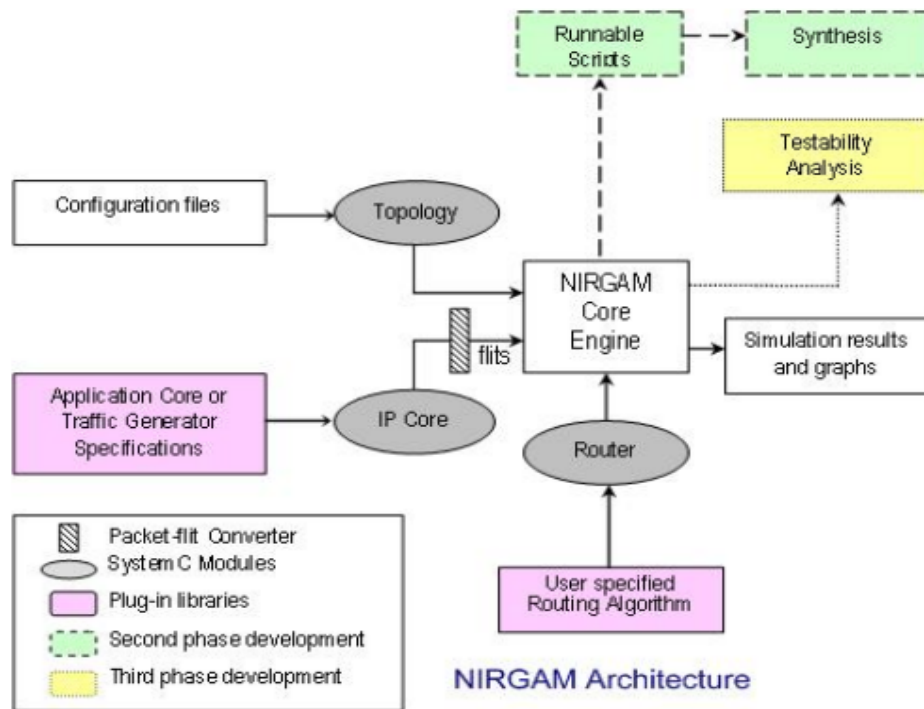 Runnable
Scripts
Synthesis
Testability
Analysis
Configuration files
Topology
NIRGAM
Core
Engine
flits
Simulation results
and graphs
Application Core or
Traffic Generator
Specifications
IP Core
Router
User specified
Routing Algorithm
Packet-flit Converter
System C Modules
Plug-in libraries
Second phase development
Third phase development
NIRGAM Architecture